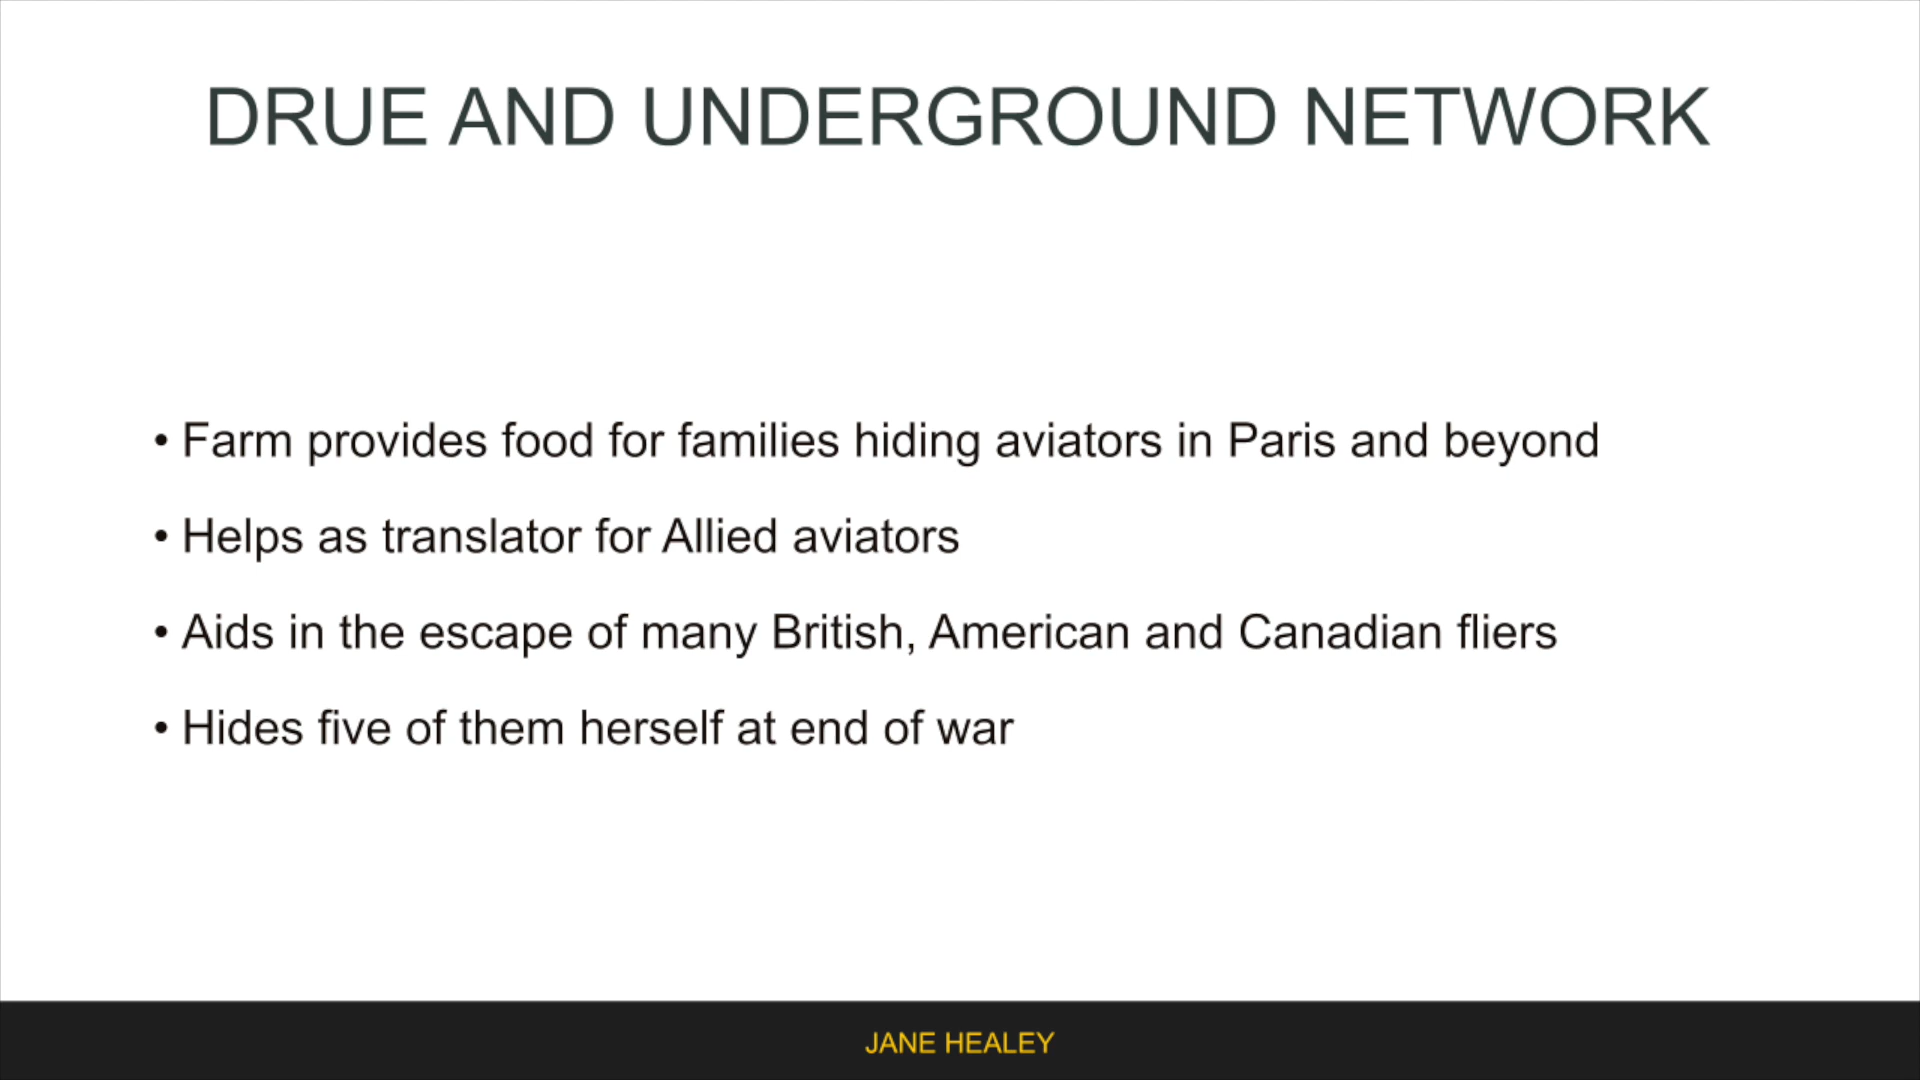 DRUE AND UNDERGROUND NETWORK
• Farm provides food for families hiding aviators in Paris and beyond
• Helps as translator for Allied aviators
• Aids in the escape of many British, American and Canadian fliers
• Hides five of them herself at end of war
JANE HEALEY